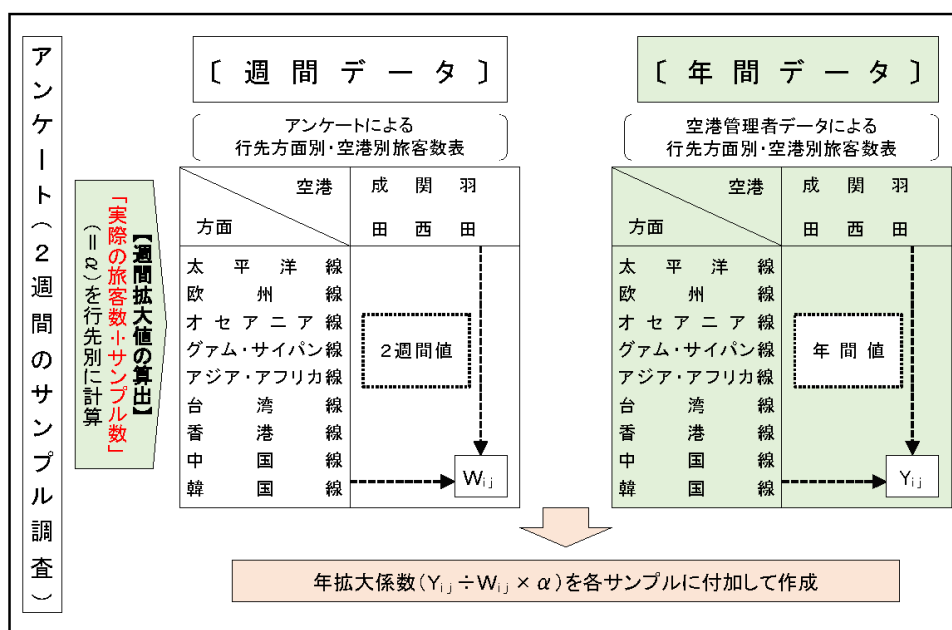 アンケート(2週間のサンプル調査)
【週間拡大値の算出】
「実際の旅客数÷サンプル数」
(=α)を行先別に計算
〔週間データ〕
アンケートによる
行先方面別・空港別旅客数表
空港
方面
成田
関西
羽田
太平洋線
欧州線
オセアニア線
グァム・サイパン線
アジア・アフリカ線
台湾線
香港線
中国線
韓国線
2週間値
Wij
〔年間データ〕
空港管理者データによる
行先方面別・空港別旅客数表
空港
方面
成田
関西
羽田
太平洋線
欧州線
オセアニア線
グァム・サイパン線
アジア・アフリカ線
台湾線
香港線
中国線
韓国線
年間値
Yij
年拡大係数(Yij÷Wij×α)を各サンプルに付加して作成